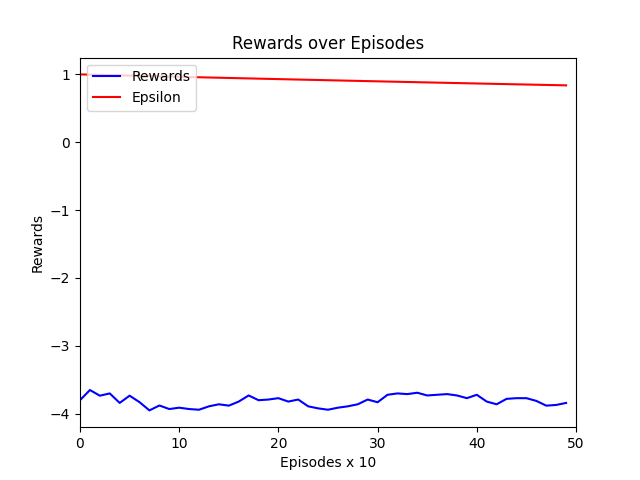 Rewards over Episodes
Rewards
Epsilon
1
0
−1
−2
−3
−4
Rewards
0 10 20 30 40 50
Episodes x 10